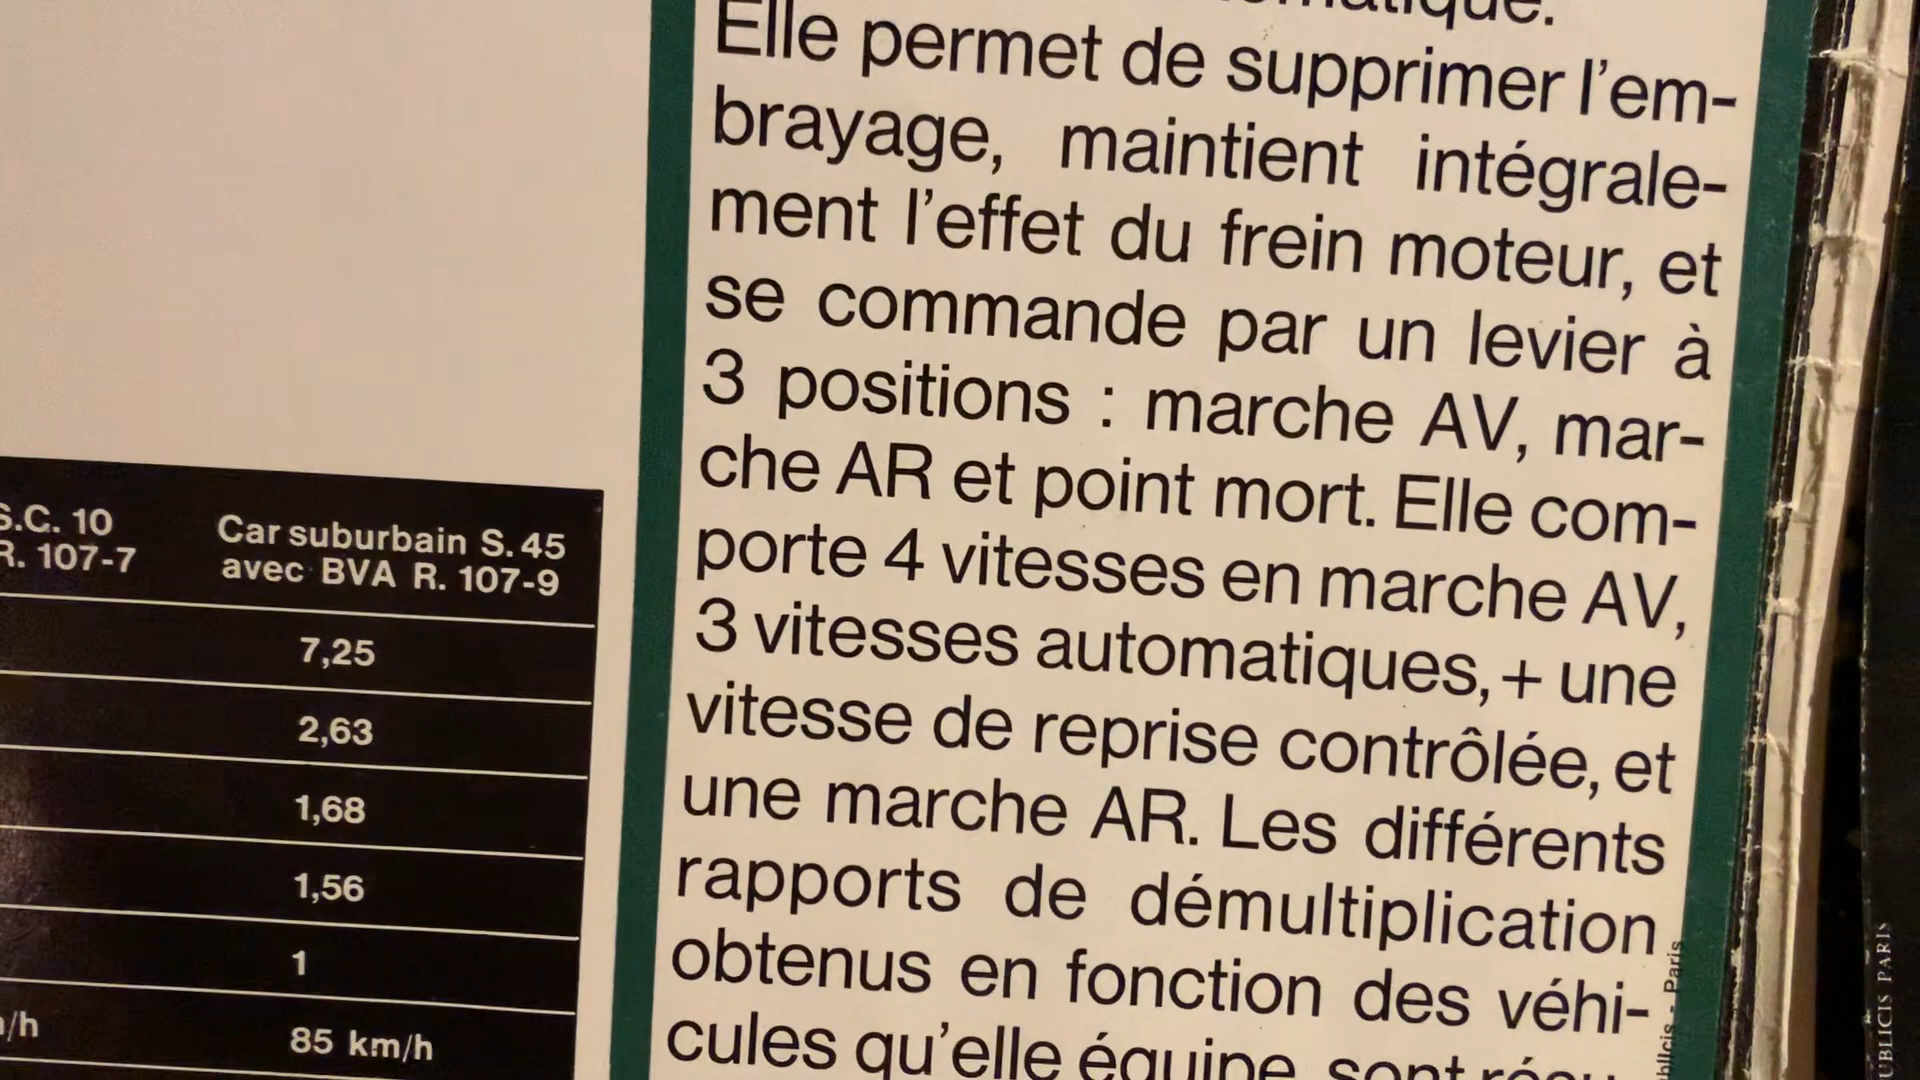 S.C. 10
R. 107-7
Car suburbain S. 45
avec BVA R. 107-9
7,25
2,63
1,68
1,56
1
/h
85 km/h
Elle permet de supprimer l'em-
brayage, maintient intégrale-
ment l'effet du frein moteur, et
se commande par un levier à
3 positions : marche AV, mar-
che AR et point mort. Elle com-
porte 4 vitesses en marche AV,
3 vitesses automatiques, + une
vitesse de reprise contrôlée, et
une marche AR. Les différents
rapports de démultiplication
obtenus en fonction des véhi-
cules qu'elle équipe, sont
Publicis - Paris
PUBLICIS PARIS